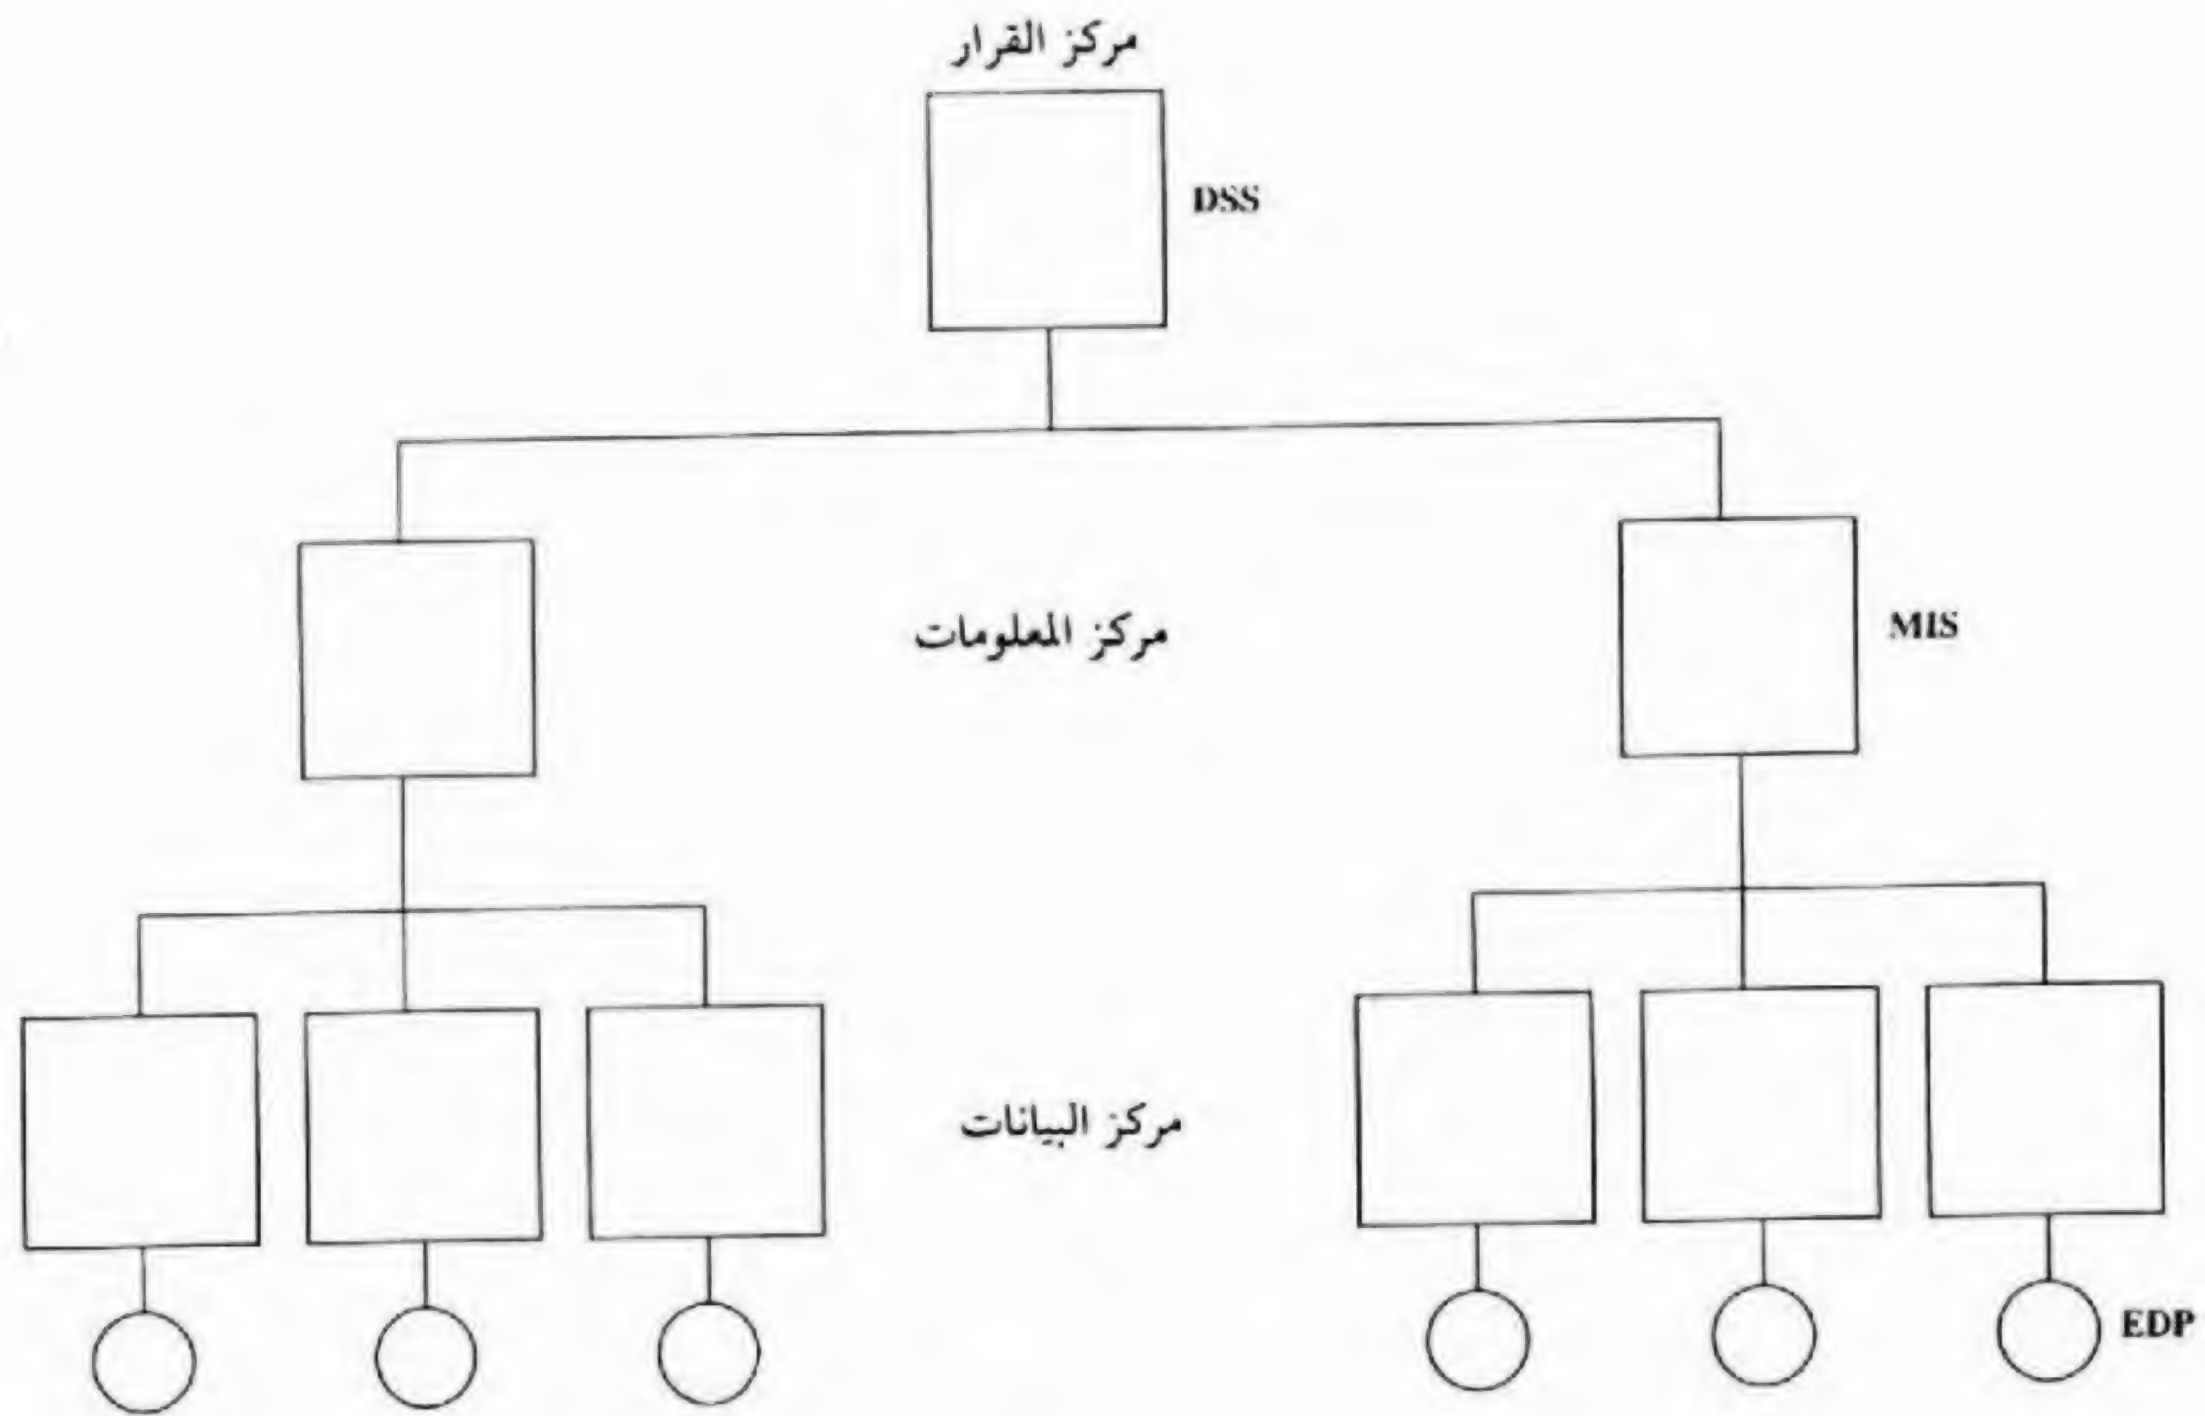 مركز القرار
DSS
مركز المعلومات
MIS
مركز البيانات
EDP